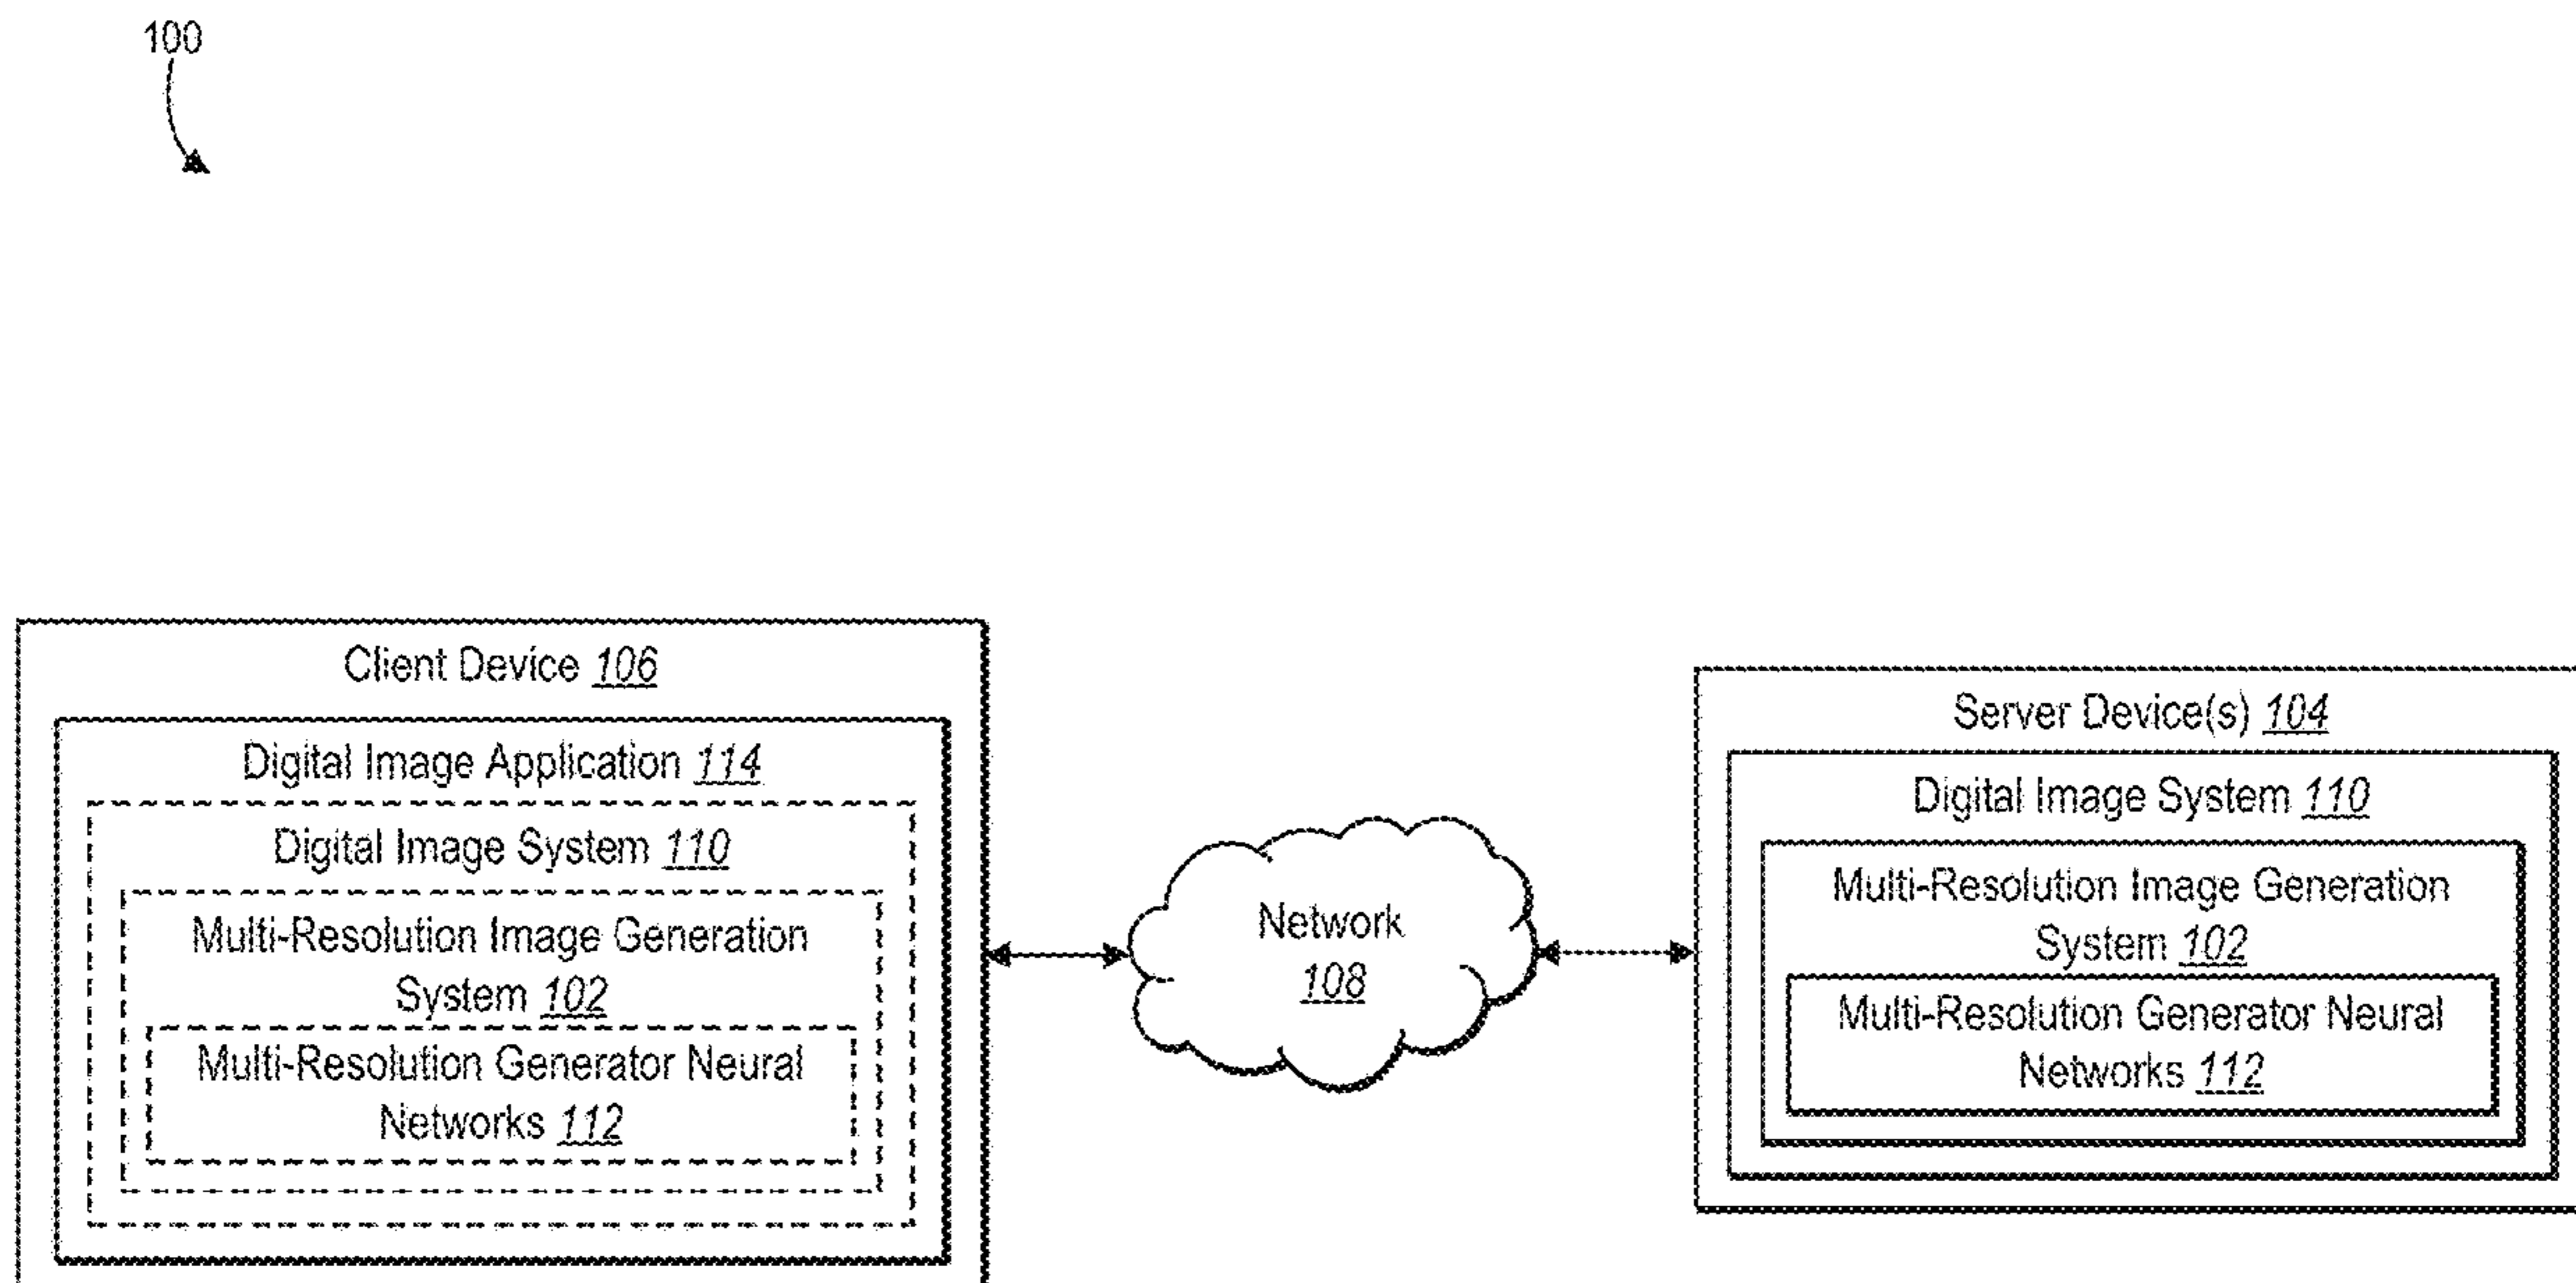 100
Client Device 106
Digital Image Application 114
Digital Image System 110
Multi-Resolution Image Generation
System 102
Multi-Resolution Generator Neural
Networks 112
Network
108
Server Device(s) 104
Digital Image System 110
Multi-Resolution Image Generation
System 102
Multi-Resolution Generator Neural
Networks 112